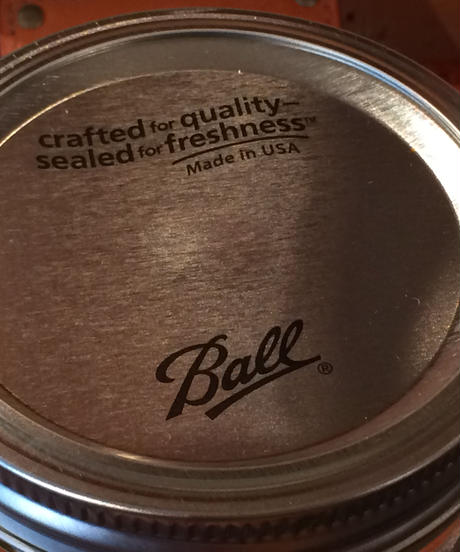 crafted for quality–
sealed for freshness™
Made in USA
Ball®